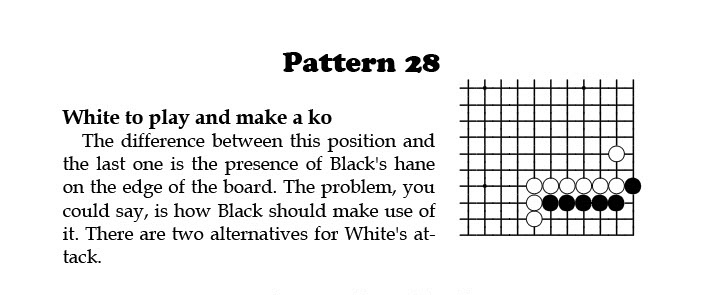 Pattern 28
White to play and make a ko
The difference between this position and
the last one is the presence of Black's hane
on the edge of the board. The problem, you
could say, is how Black should make use of
it. There are two alternatives for White's at-
tack.